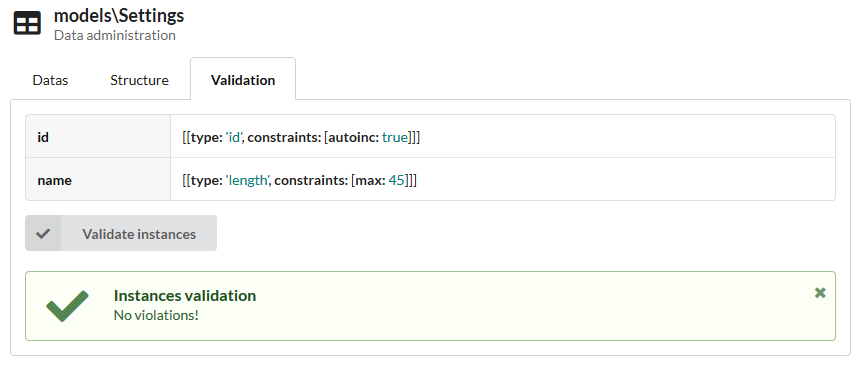 models\Settings
Data administration
Datas Structure Validation
id [[type: 'id', constraints: [autoinc: true]]]
name [[type: 'length', constraints: [max: 45]]]
Validate instances
Instances validation
No violations!